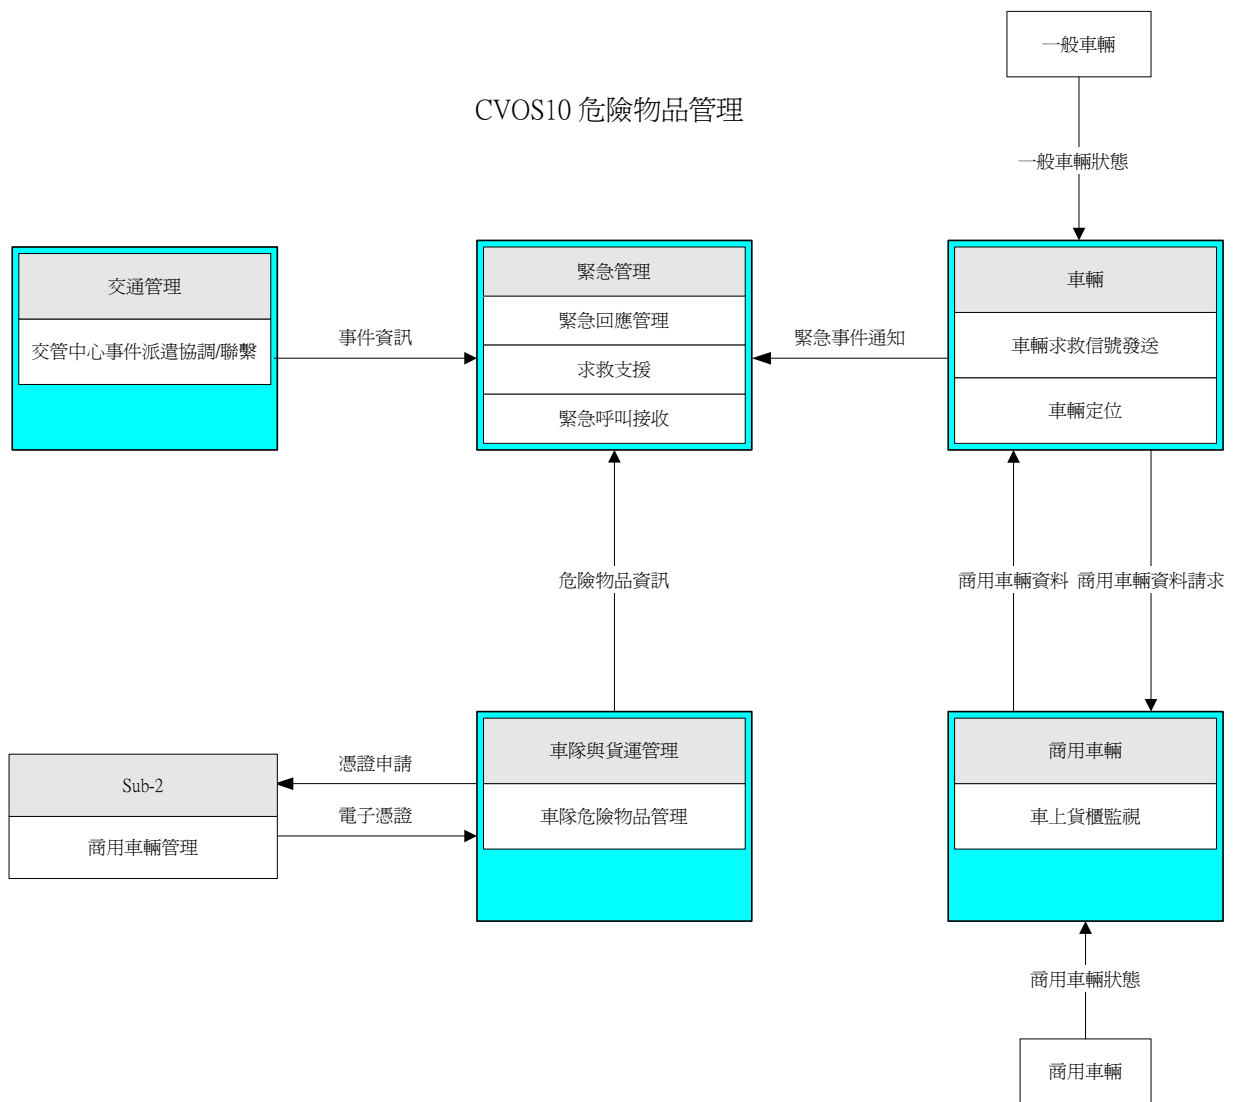 一般車輛
CVOS10 危險物品管理
一般車輛狀態
交通管理
交管中心事件派遣協調/聯繫
事件資訊
緊急管理
緊急回應管理
求救支援
緊急呼叫接收
緊急事件通知
車輛
車輛求救信號發送
車輛定位
危險物品資訊
商用車輛資料 商用車輛資料請求
Sub-2
商用車輛管理
憑證申請
電子憑證
車隊與貨運管理
車隊危險物品管理
商用車輛
車上貨櫃監視
商用車輛狀態
商用車輛